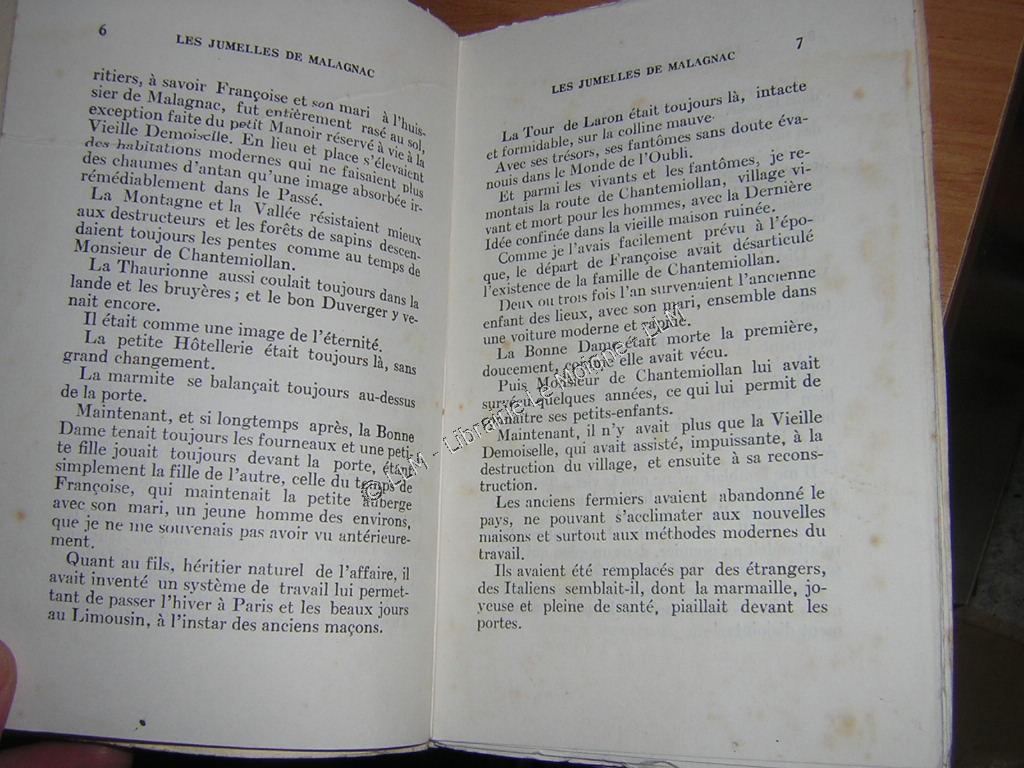 6
LES JUMELLES DE MALAGNAC
ritiers, à savoir Françoise et son mari à l'huis-
sier de Malagnac, fut entièrement rasé au sol,
exception faite du petit Manoir réservé à vie à la
Vieille Demoiselle. En lieu et place s'élevaient
des habitations modernes qui ne faisaient plus
des chaumes d'antan qu'une image absorbée ir-
rémédiablement dans le Passé.
La Montagne et la Vallée résistaient mieux
aux destructeurs et les forêts de sapins descen-
daient toujours les pentes comme au temps de
Monsieur de Chantemiollan.
La Thaurionne aussi coulait toujours dans la
lande et les bruyères ; et le bon Duverger y ve-
nait encore.
Il était comme une image de l'éternité.
La petite Hôtellerie était toujours là, sans
grand changement.
La marmite se balançait toujours au-dessus
de la porte.
Maintenant, et si longtemps après, la Bonne
Dame tenait toujours les fourneaux et une peti-
te fille jouait toujours devant la porte, étant
simplement la fille de l'autre, celle du temps de
Françoise, qui maintenait la petite auberge
avec son mari, un jeune homme des environs,
que je ne me souvenais pas avoir vu antérieure-
ment.
Quant au fils, héritier naturel de l'affaire, il
avait inventé un système de travail lui permet-
tant de passer l'hiver à Paris et les beaux jours
au Limousin, à l'instar des anciens maçons.
7
LES JUMELLES DE MALAGNAC
La Tour de Laron était toujours là, intacte
et formidable, sur la colline mauve.
Avec ses trésors, ses fantômes sans doute éva-
nouis dans le Monde de l'Oubli.
Et parmi les vivants et les fantômes, je re-
montais la route de Chantemiollan, village vi-
vant et mort pour les hommes, avec la Dernière
Idée confinée dans la vieille maison ruinée.
Comme je l'avais facilement prévu à l'épo-
que, le départ de Françoise avait désarticulé
l'existence de la famille de Chantemiollan.
Deux ou trois fois l'an survenaient l'ancienne
enfant des lieux, avec son mari, ensemble dans
une voiture moderne et rapide.
La Bonne Dame était morte la première,
doucement, comme elle avait vécu.
Puis Monsieur de Chantemiollan lui avait
survécu quelques années, ce qui lui permit de
connaître ses petits-enfants.
Maintenant, il n'y avait plus que la Vieille
Demoiselle, qui avait assisté, impuissante, à la
destruction du village, et ensuite à sa recons-
truction.
Les anciens fermiers avaient abandonné le
pays, ne pouvant s'acclimater aux nouvelles
maisons et surtout aux méthodes modernes du
travail.
Ils avaient été remplacés par des étrangers,
des Italiens semblait-il, dont la marmaille, jo-
yeuse et pleine de santé, piaillait devant les
portes.
© LLM - Librairie Le Moigne - LLM